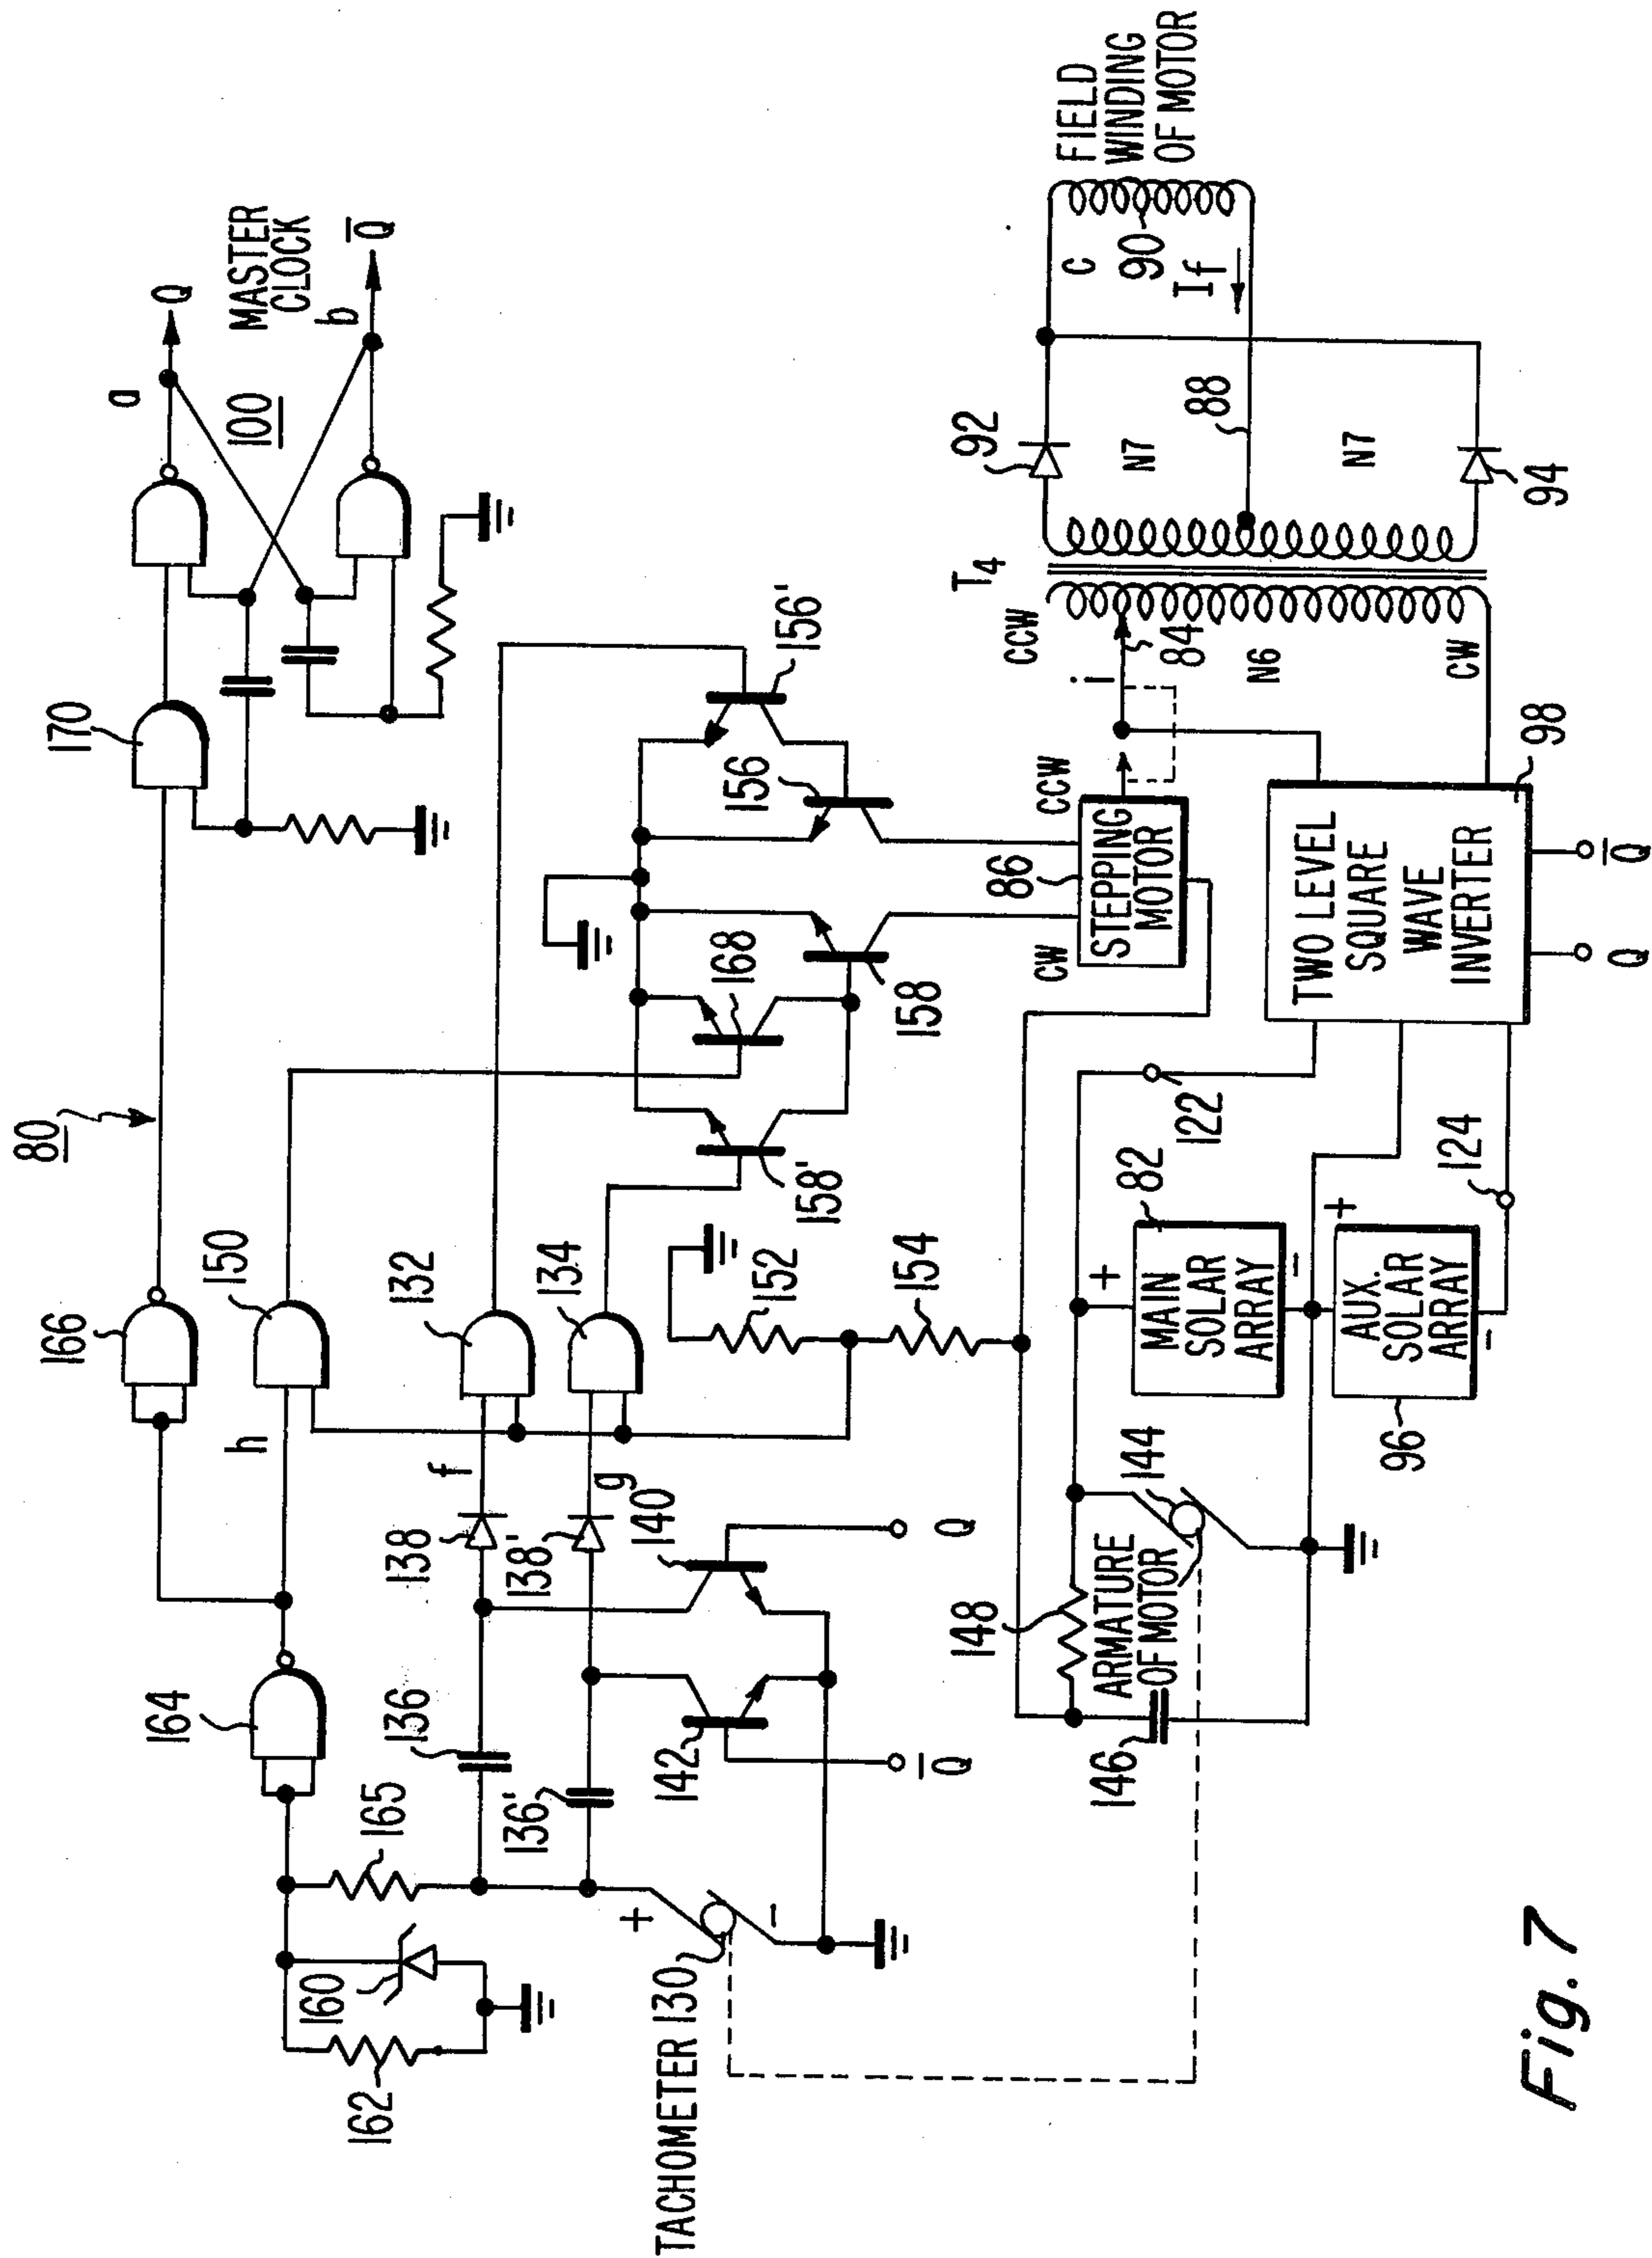 80
170
a
Q
MASTER
CLOCK
b
Q̅
100
166
150
h
164
165
160
162
136
136'
138
138'
f
g
132
134
140
142
Q
Q̅
TACHOMETER 130
+
-
152
154
158'
168
158
156
156'
86
CW
CCW
STEPPING
MOTOR
i
84
CCW
T4
N6
CW
N7
N7
92
94
88
C
90
If
FIELD
WINDING
OF MOTOR
148
ARMATURE
OF MOTOR
144
146
82
+
MAIN
SOLAR
ARRAY
-
+
AUX.
SOLAR
ARRAY
-
96
122
124
TWO LEVEL
SQUARE
WAVE
INVERTER
98
Q
Q̅
Fig. 7